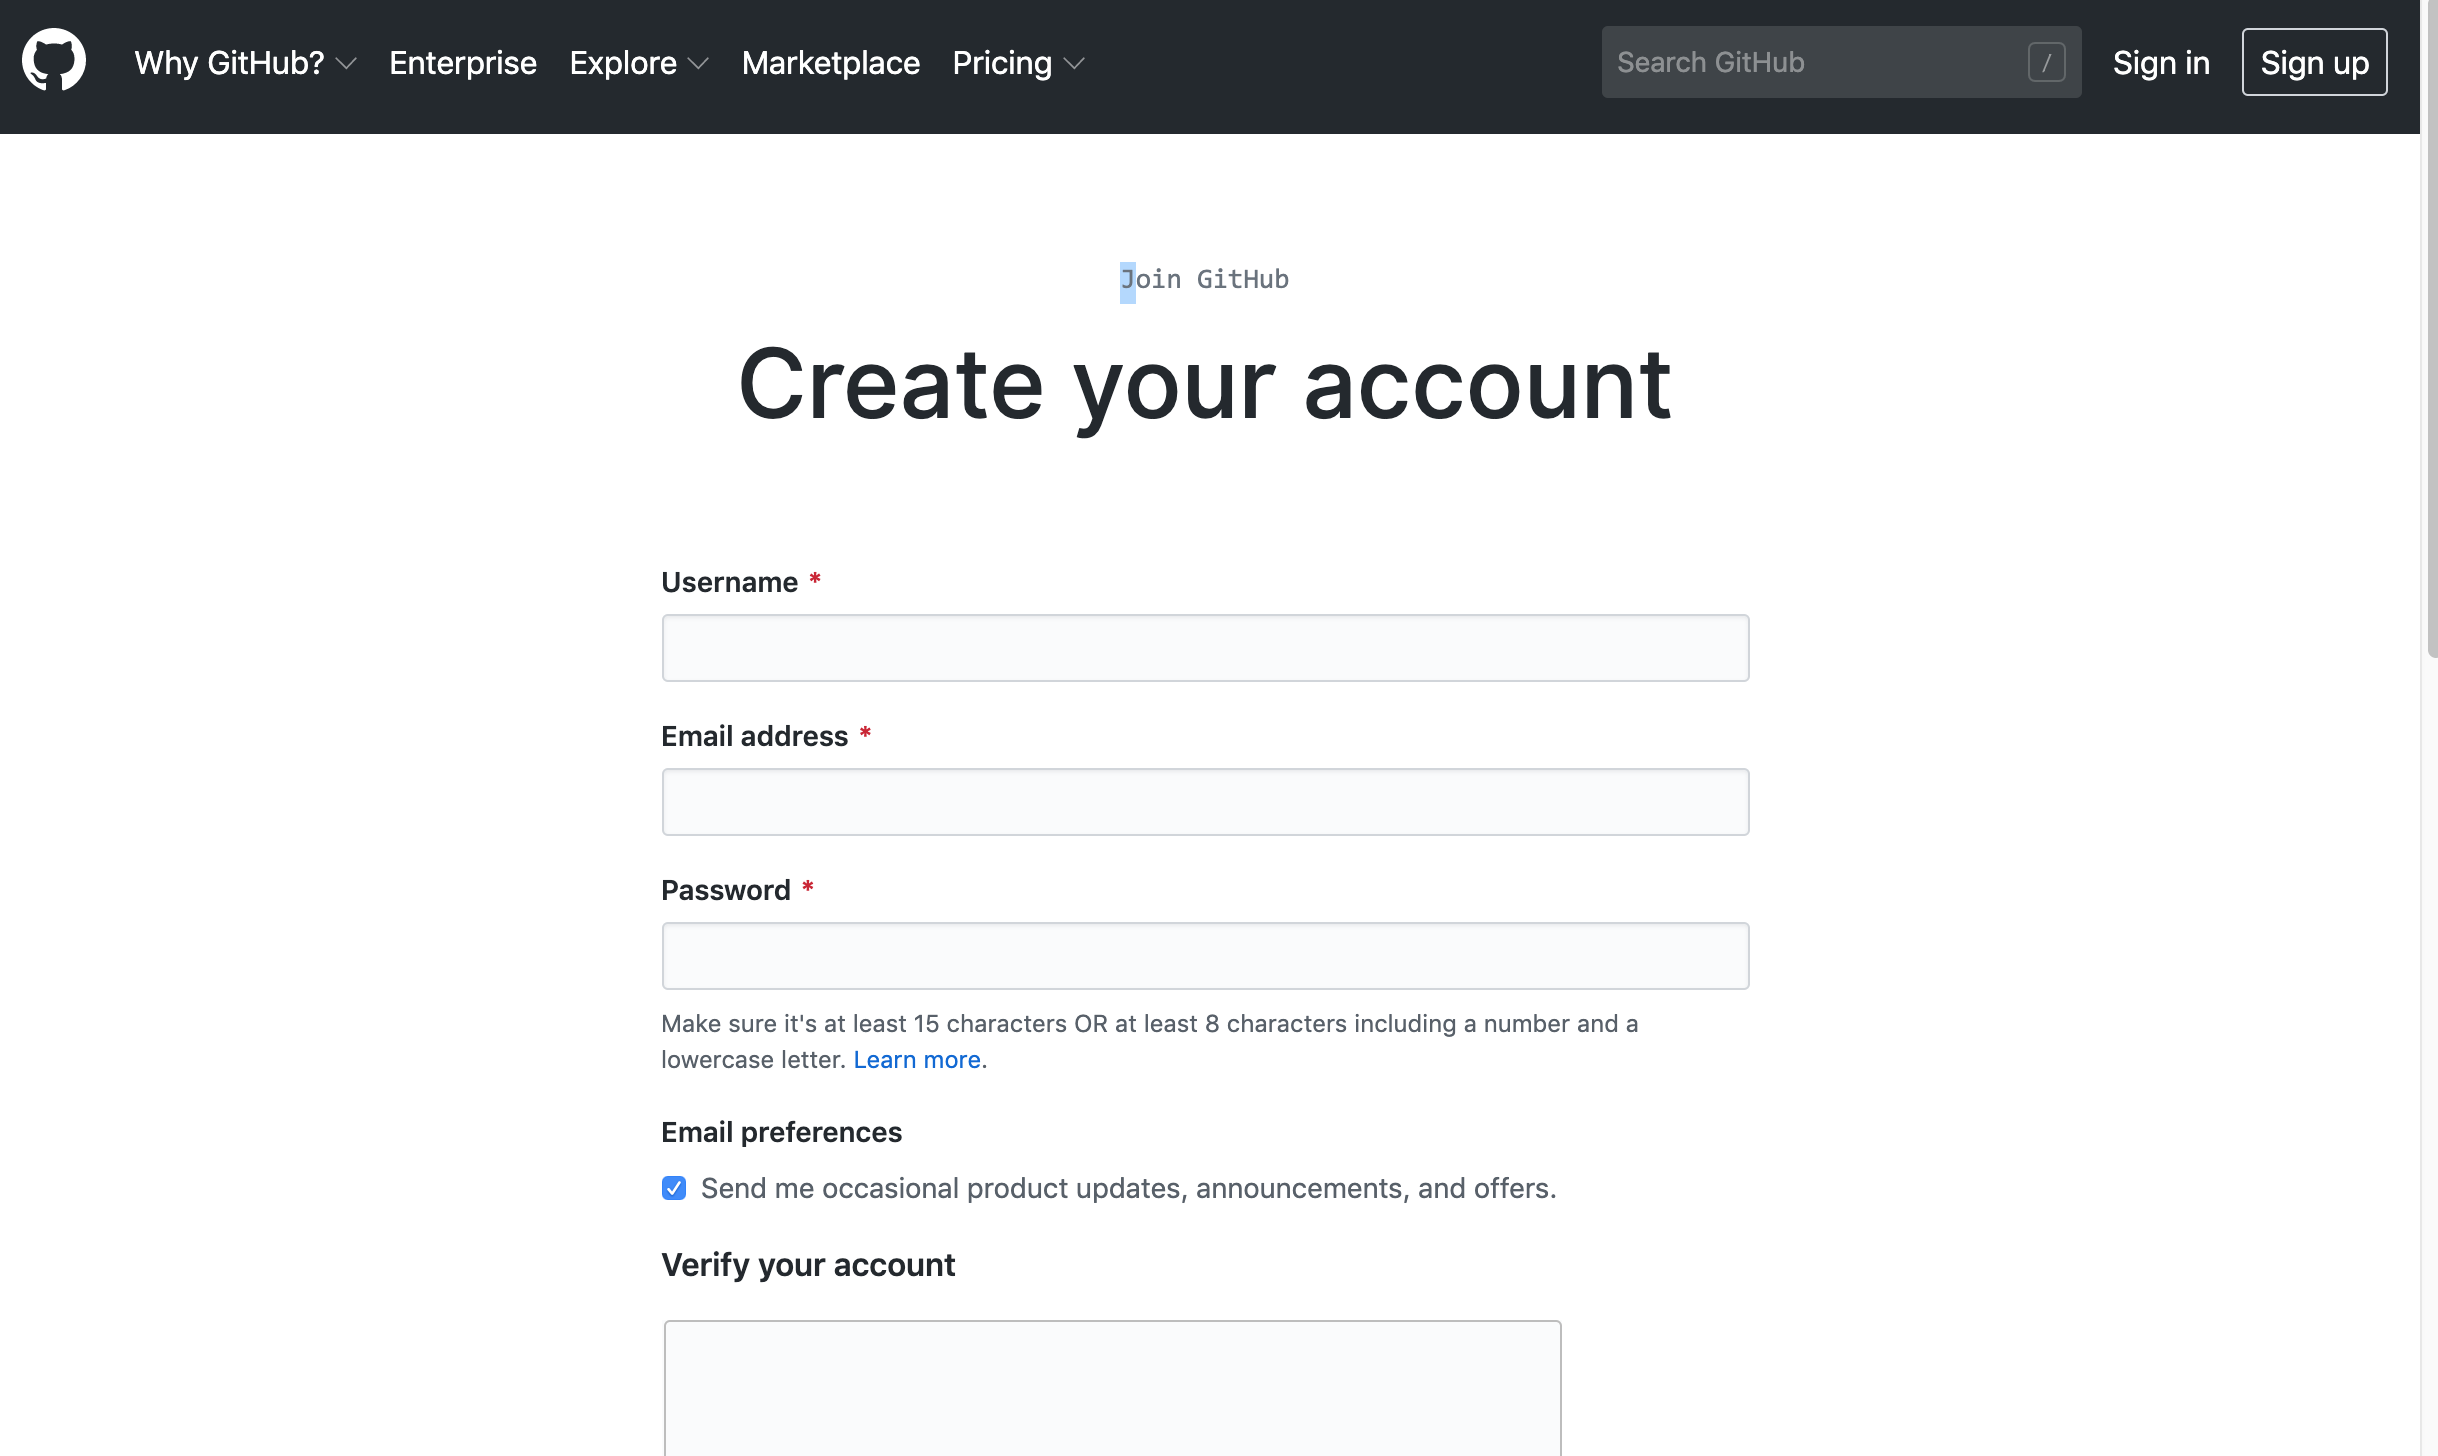 Why GitHub? Enterprise Explore Marketplace Pricing Search GitHub / Sign in Sign up
Join GitHub
Create your account
Username *
Email address *
Password *
Make sure it's at least 15 characters OR at least 8 characters including a number and a
lowercase letter. Learn more.
Email preferences
Send me occasional product updates, announcements, and offers.
Verify your account